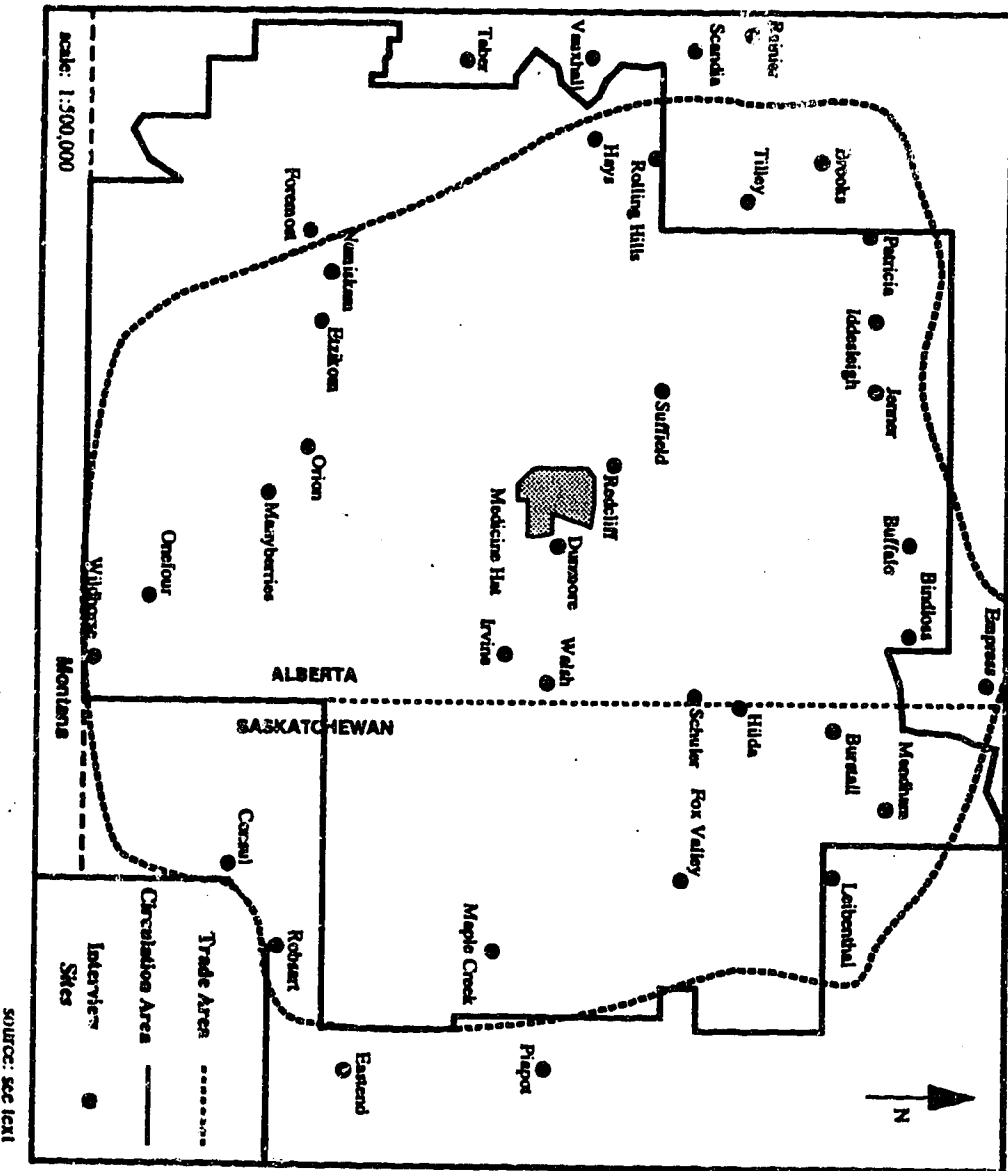 Empress
Bindloss
Buffalo
Mendham
Jenner
Iddesleigh
Patricia
Burstall
Leibenthal
Brooks
Tilley
Rainier
Scandia
Hilda
Schuler
Fox Valley
Suffield
Rolling Hills
Hays
Vauxhall
Redcliff
Dunmore
Walsh
Irvine
Medicine Hat
Piapot
Maple Creek
Taber
Eastend
ALBERTA
SASKATCHEWAN
Nemiskam
Etzikom
Foremost
Orion
Manyberries
Robsart
Consul
Onefour
Wildhorse
Montana
N
Trade Area
Circulation Area
Interview
Sites
scale: 1:500,000
source: see text